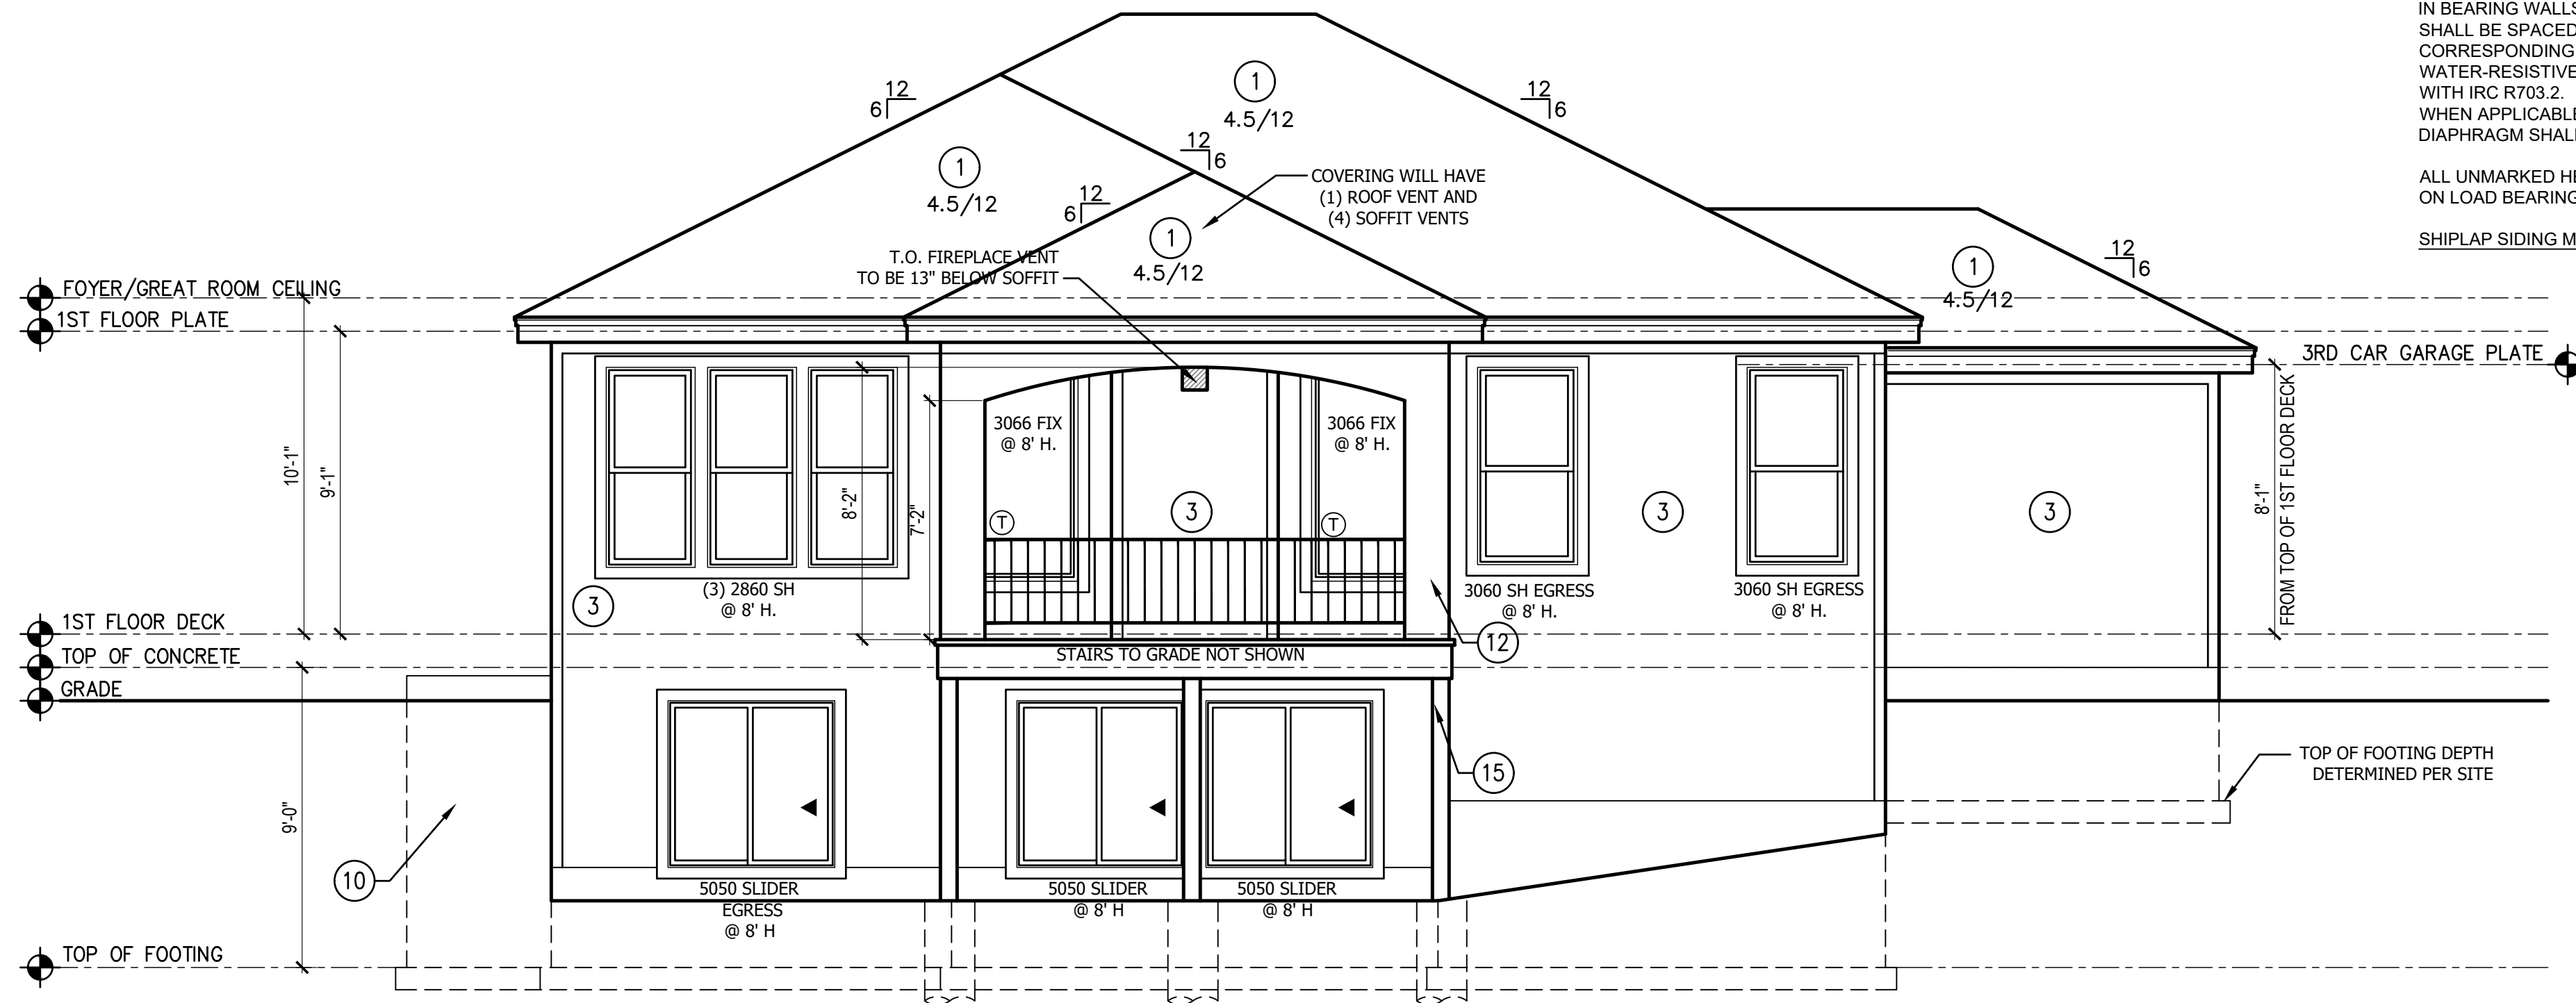 IN BEARING WALLS
SHALL BE SPACED
CORRESPONDING
WATER-RESISTIVE
WITH IRC R703.2.
WHEN APPLICABLE
DIAPHRAGM SHALL
ALL UNMARKED HE
ON LOAD BEARING
SHIPLAP SIDING M
12
6
1
4.5/12
12
6
12
6
1
4.5/12
12
6
COVERING WILL HAVE
(1) ROOF VENT AND
(4) SOFFIT VENTS
1
4.5/12
T.O. FIREPLACE VENT
TO BE 13" BELOW SOFFIT
12
6
1
4.5/12
FOYER/GREAT ROOM CEILING
1ST FLOOR PLATE
3RD CAR GARAGE PLATE
10'-1"
9'-1"
8'-2"
7'-2"
3066 FIX
@ 8' H.
3066 FIX
@ 8' H.
T
T
3
3
3
8'-1"
FROM TOP OF 1ST FLOOR DECK
(3) 2860 SH
@ 8' H.
3
3060 SH EGRESS
@ 8' H.
3060 SH EGRESS
@ 8' H.
12
1ST FLOOR DECK
TOP OF CONCRETE
GRADE
STAIRS TO GRADE NOT SHOWN
15
TOP OF FOOTING DEPTH
DETERMINED PER SITE
9'-0"
10
5050 SLIDER
EGRESS
@ 8' H
5050 SLIDER
@ 8' H
5050 SLIDER
@ 8' H
TOP OF FOOTING